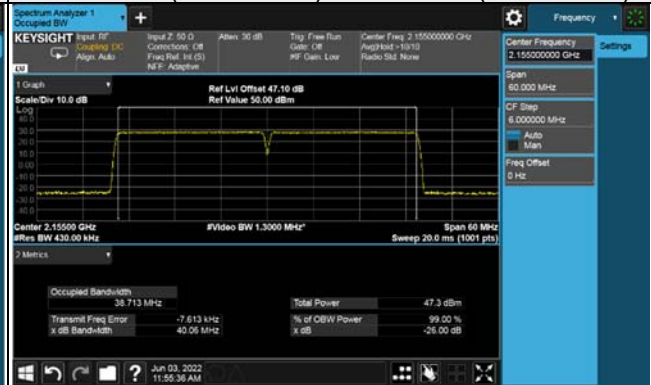 Spectrum Analyzer 1
Occupied BW
Frequency
KEYSIGHT
Input: RF
Coupling: DC
Align: Auto
Input Z: 50 Ω
Corrections: Off
Freq Ref: Int (S)
NFE: Adaptive
Atten: 30 dB
Trig: Free Run
Gate: Off
#IF Gain: Low
Center Freq: 2.155000000 GHz
Avg|Hold:>10/10
Radio Std: None
Center Frequency
2.155000000 GHz
Settings
Span
60.000 MHz
CF Step
6.000000 MHz
Auto
Man
Freq Offset
0 Hz
1 Graph
Scale/Div 10.0 dB
Ref Lvl Offset 47.10 dB
Ref Value 50.00 dBm
Log
40.0
30.0
20.0
10.0
0.00
-10.0
-20.0
-30.0
-40.0
Center 2.15500 GHz
#Res BW 430.00 kHz
#Video BW 1.3000 MHz*
Span 60 MHz
Sweep 20.0 ms (1001 pts)
2 Metrics
Occupied Bandwidth
38.713 MHz
Total Power
47.3 dBm
Transmit Freq Error
-7.613 kHz
% of OBW Power
99.00 %
x dB Bandwidth
40.06 MHz
x dB
-26.00 dB
Jun 03, 2022
11:55:36 AM